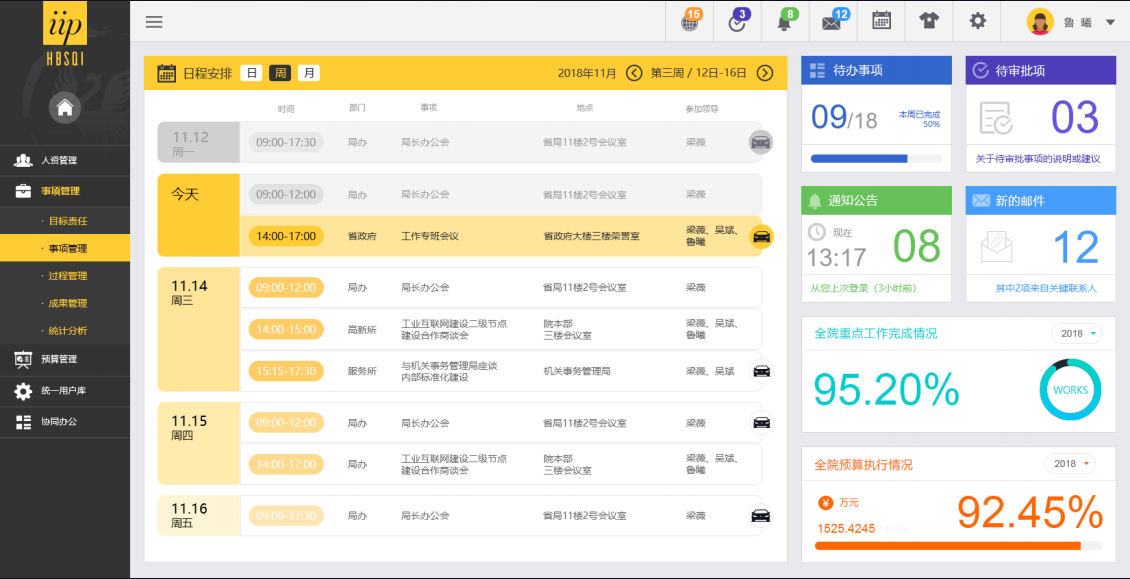 iip
HBSQI
人资管理
事项管理
· 目标责任
· 事项管理
· 过程管理
· 成果管理
· 统计分析
预算管理
统一用户库
协同办公
15
3
8
12
鲁 曦
日程安排 日 周 月
2018年11月 第三周 / 12日-16日
时间 部门 事项 地点 参加领导
11.12
周一
09:00-17:30 局办 局长办公会 省局11楼2号会议室 梁薇
今天
09:00-12:00 局办 局长办公会 省局11楼2号会议室 梁薇
14:00-17:00 省政府 工作专班会议 省政府大楼三楼荣誉室 梁薇、吴斌、
鲁曦
11.14
周三
09:00-12:00 局办 局长办公会 省局11楼2号会议室 梁薇
14:00-15:00 高新所 工业互联网建设二级节点
建设合作商谈会
院本部
三楼会议室
梁薇、吴斌、
鲁曦
15:15-17:30 服务所 与机关事务管理局座谈
内部标准化建设
机关事务管理局 梁薇、吴斌
11.15
周四
09:00-12:00 局办 局长办公会 省局11楼2号会议室 梁薇
14:00-17:00 局办 工业互联网建设二级节点
建设合作商谈会
院本部
三楼会议室
梁薇、吴斌、
鲁曦
11.16
周五
09:00-17:30 局办 局长办公会 省局11楼2号会议室 梁薇
待办事项
09/18
本周已完成
50%
待审批项
03
关于待审批事项的说明或建议
通知公告
现在
13:17
08
从您上次登录（3小时前）
新的邮件
12
其中2项来自关键联系人
全院重点工作完成情况 2018
95.20%
WORKS
全院预算执行情况 2018
¥ 万元
1525.4245
92.45%